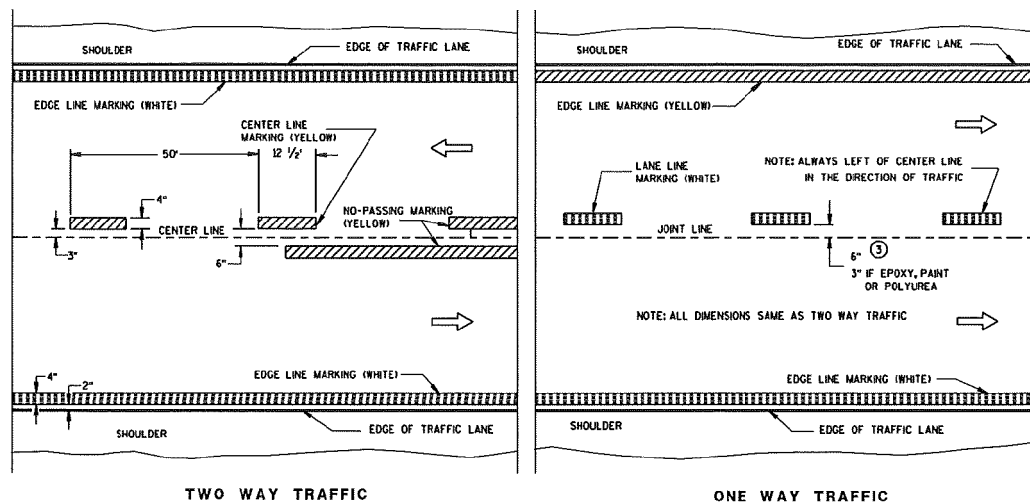 SHOULDER
EDGE OF TRAFFIC LANE
EDGE LINE MARKING (WHITE)
CENTER LINE
MARKING (YELLOW)
50'
12 1/2'
4"
NO-PASSING MARKING
(YELLOW)
CENTER LINE
3"
6"
4"
2"
EDGE LINE MARKING (WHITE)
EDGE OF TRAFFIC LANE
SHOULDER
TWO WAY TRAFFIC
SHOULDER
EDGE OF TRAFFIC LANE
EDGE LINE MARKING (YELLOW)
LANE LINE
MARKING (WHITE)
NOTE: ALWAYS LEFT OF CENTER LINE
IN THE DIRECTION OF TRAFFIC
JOINT LINE
6" 3
3" IF EPOXY, PAINT
OR POLYUREA
NOTE: ALL DIMENSIONS SAME AS TWO WAY TRAFFIC
EDGE LINE MARKING (WHITE)
EDGE OF TRAFFIC LANE
SHOULDER
ONE WAY TRAFFIC